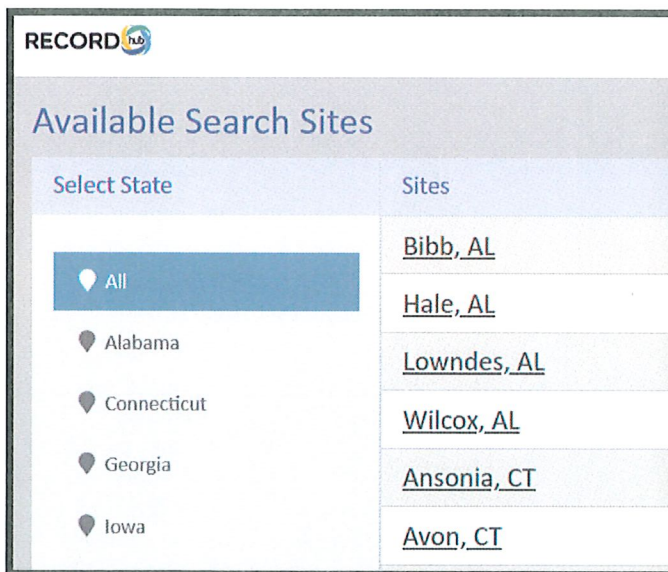 RECORD hub
Available Search Sites
Select State
Sites
All
Alabama
Connecticut
Georgia
Iowa
Bibb, AL
Hale, AL
Lowndes, AL
Wilcox, AL
Ansonia, CT
Avon, CT